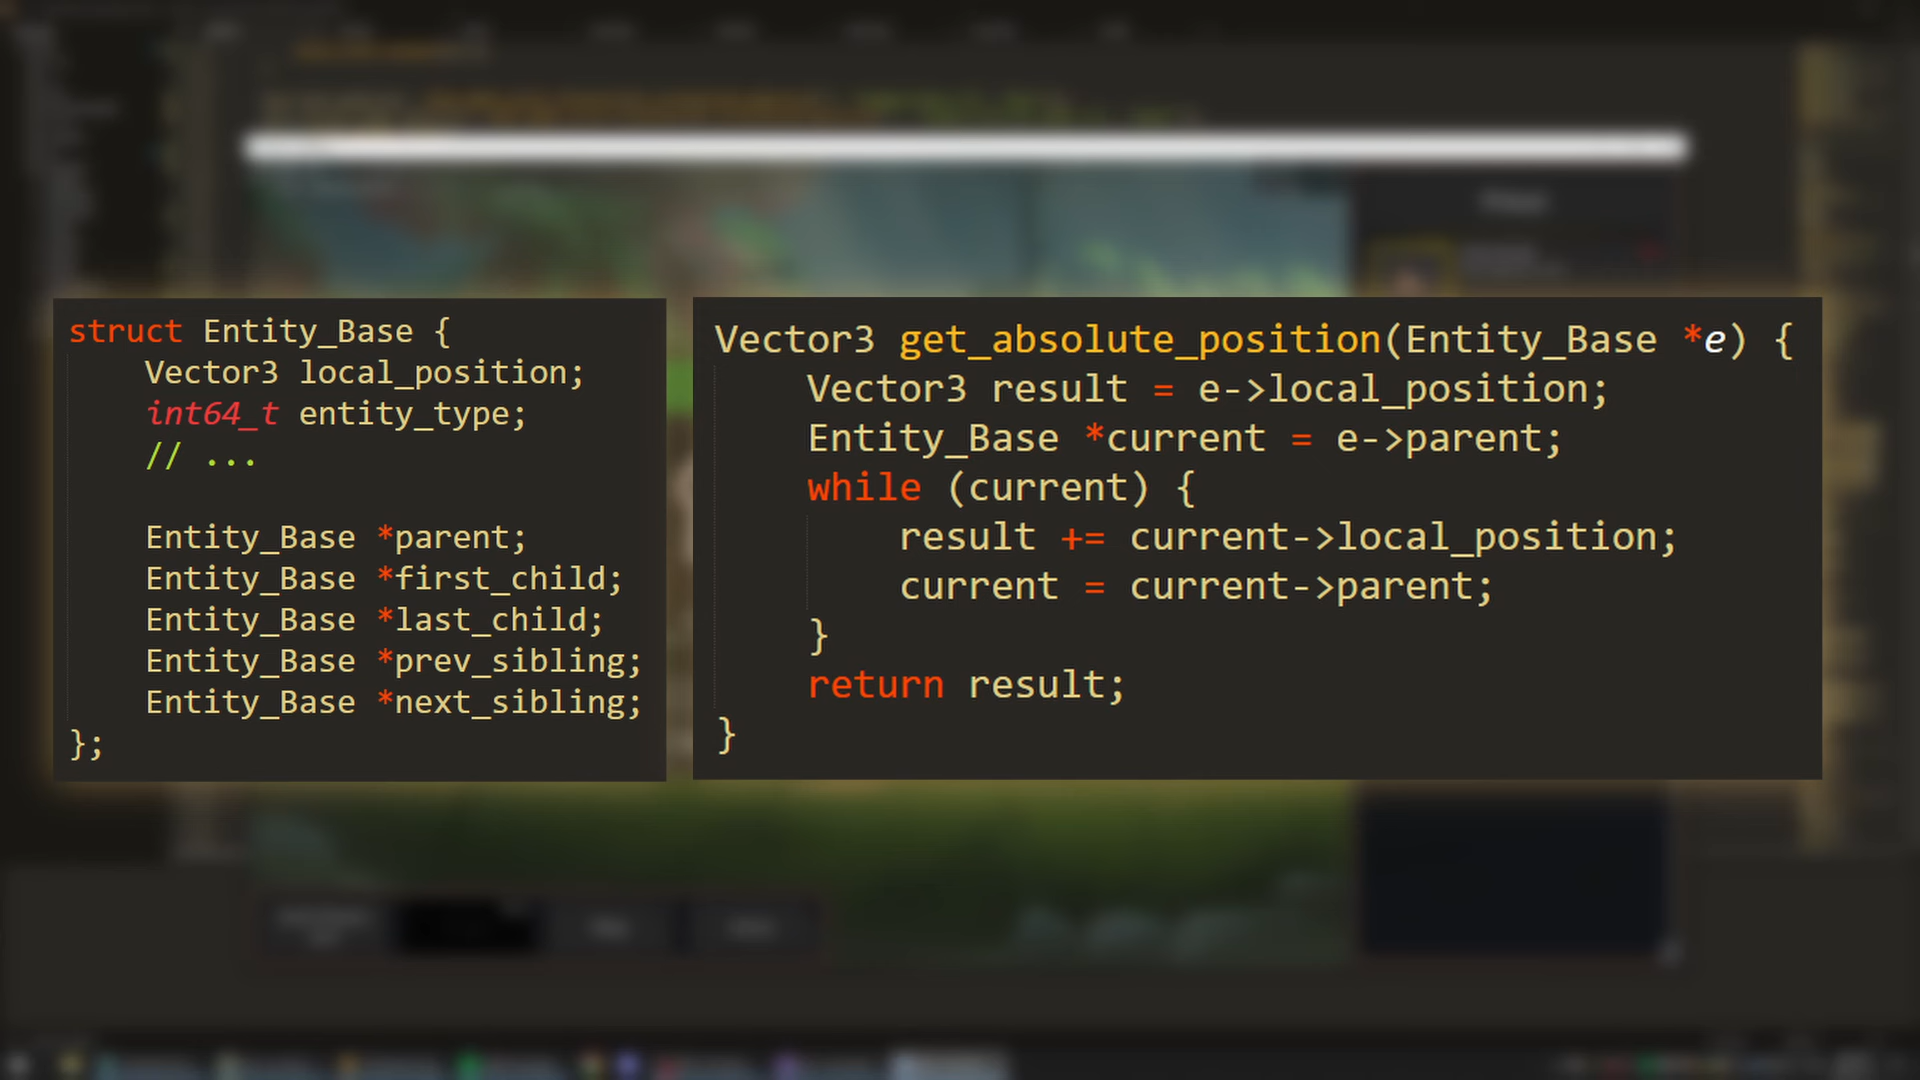 struct Entity_Base {
Vector3 local_position;
int64_t entity_type;
// ...
Entity_Base *parent;
Entity_Base *first_child;
Entity_Base *last_child;
Entity_Base *prev_sibling;
Entity_Base *next_sibling;
};
Vector3 get_absolute_position(Entity_Base *e) {
Vector3 result = e->local_position;
Entity_Base *current = e->parent;
while (current) {
result += current->local_position;
current = current->parent;
}
return result;
}